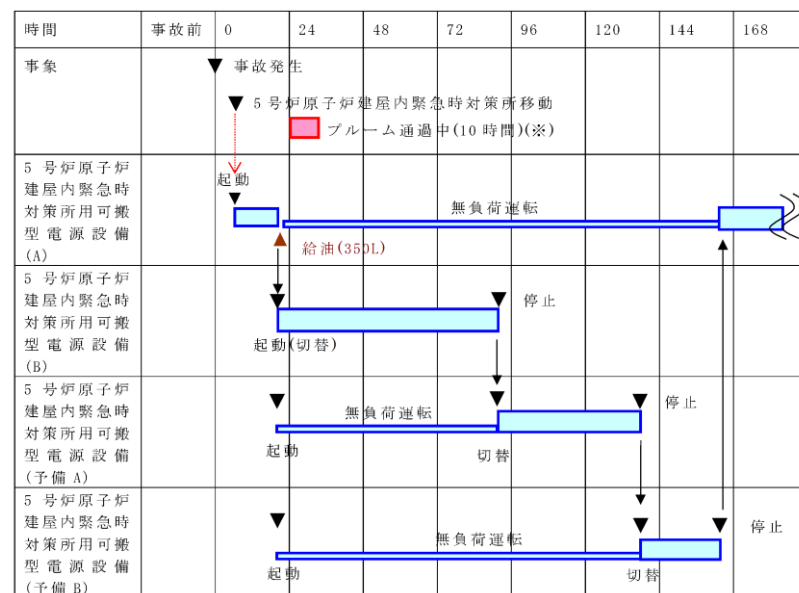 時間 事故前 0 24 48 72 96 120 144 168
事象
事故発生
5号炉原子炉建屋内緊急時対策所移動
プルーム通過中(10時間)(※)
5 号炉原子炉
建屋内緊急時
対策所用可搬
型電源設備
(A)
起動
無負荷運転
給油(350L)
5 号炉原子炉
建屋内緊急時
対策所用可搬
型電源設備
(B)
停止
起動(切替)
5 号炉原子炉
建屋内緊急時
対策所用可搬
型電源設備
(予備 A)
無負荷運転
停止
起動
切替
5 号炉原子炉
建屋内緊急時
対策所用可搬
型電源設備
(予備 B)
無負荷運転
停止
起動
切替